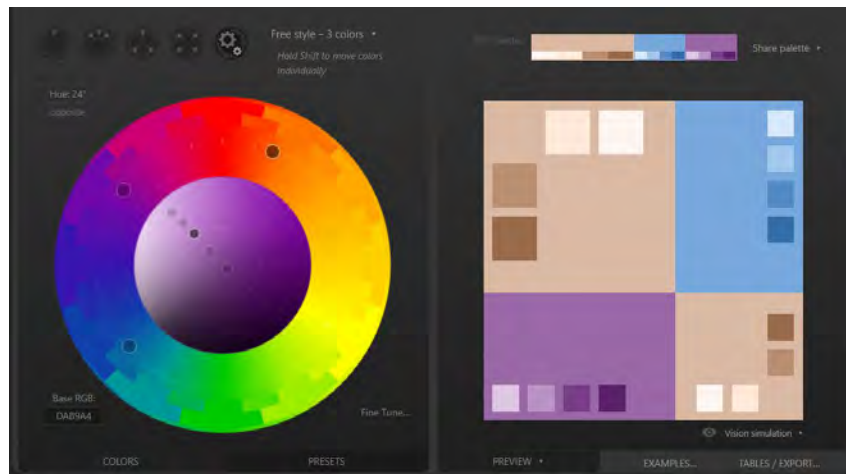 Free style – 3 colors
Hold Shift to move colors
individually
Share palette
Hue: 24°
opposite
Base RGB:
DAB9A4
Fine Tune...
Vision simulation
COLORS
PRESETS
PREVIEW
EXAMPLES...
TABLES / EXPORT...